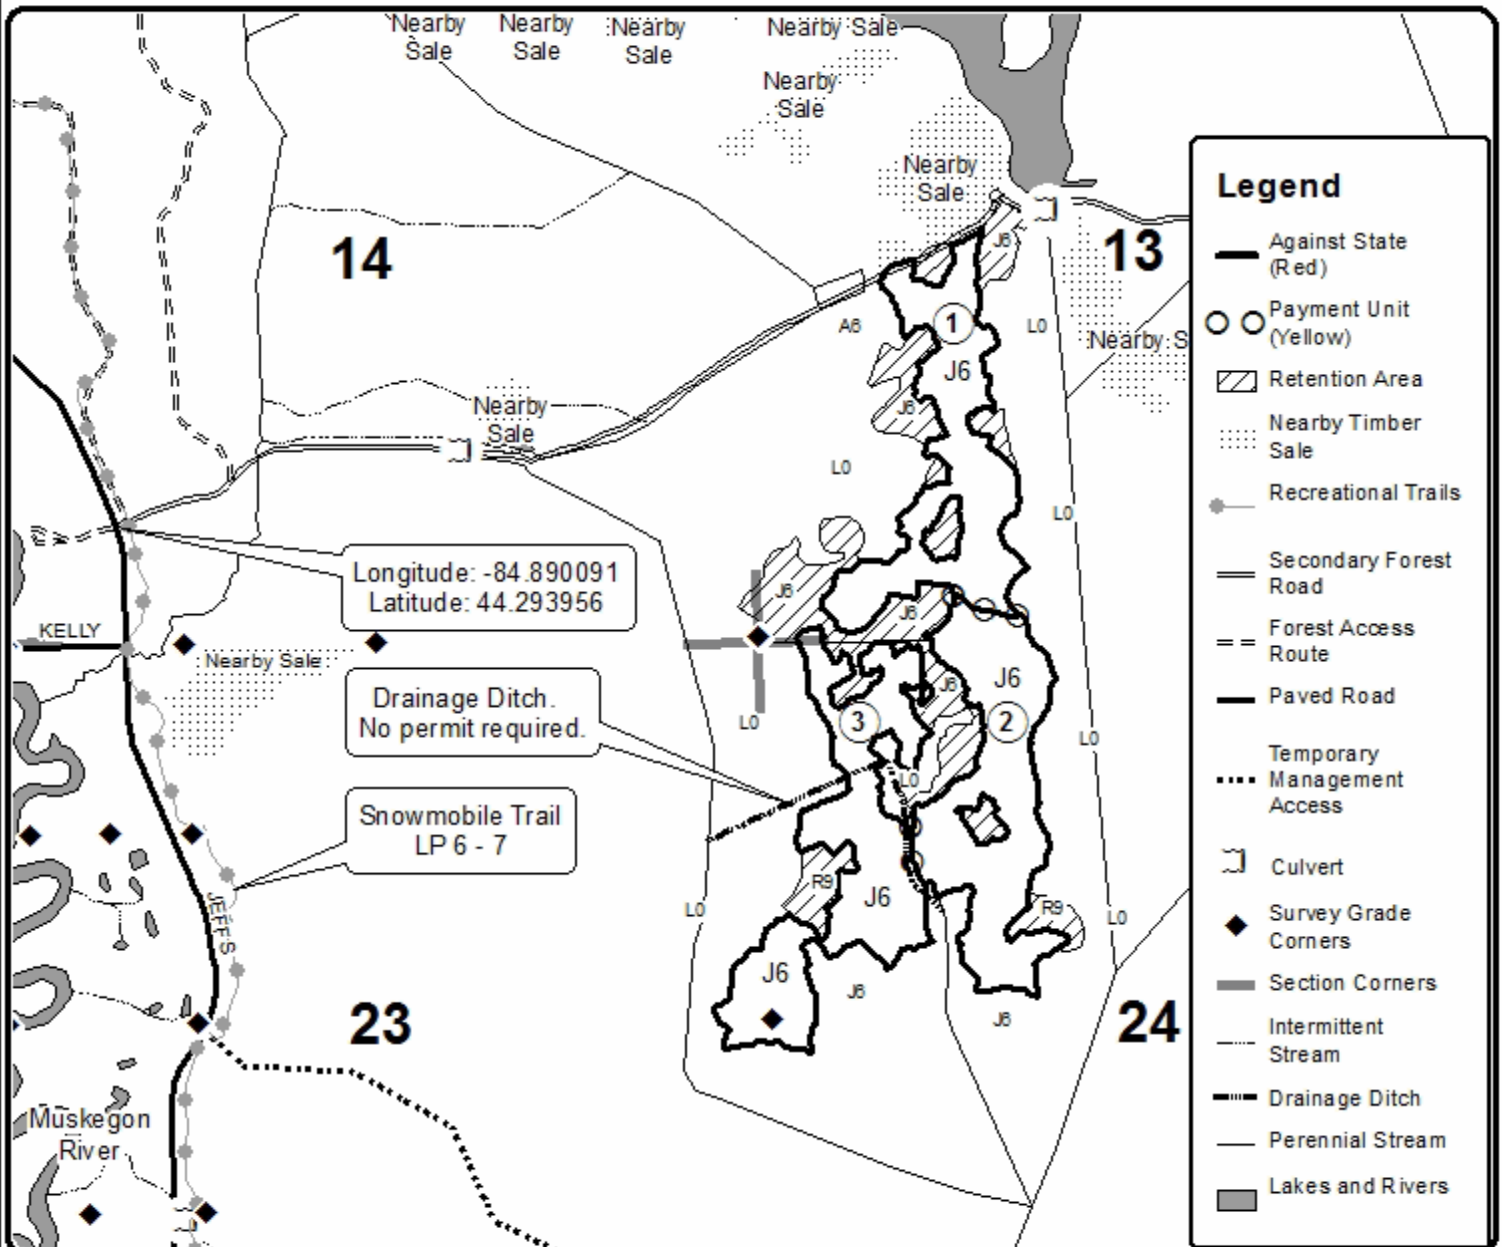 Nearby
Sale
Nearby
Sale
Nearby
Sale
Nearby Sale
Nearby
Sale
Nearby
Sale
14
13
J6
1
A6
L0
Nearby S
J6
Nearby
Sale
J6
L0
L0
Longitude: -84.890091
Latitude: 44.293956
J6
J6
KELLY
Nearby Sale
J6
J6
Drainage Ditch.
No permit required.
L0
3
2
L0
L0
Snowmobile Trail
LP 6 - 7
R9
J6
L0
R9
L0
JEFFS
J6
J6
J6
23
24
Muskegon
River
Legend
Against State
(Red)
Payment Unit
(Yellow)
Retention Area
Nearby Timber
Sale
Recreational Trails
Secondary Forest
Road
Forest Access
Route
Paved Road
Temporary
Management
Access
Culvert
Survey Grade
Corners
Section Corners
Intermittent
Stream
Drainage Ditch
Perennial Stream
Lakes and Rivers